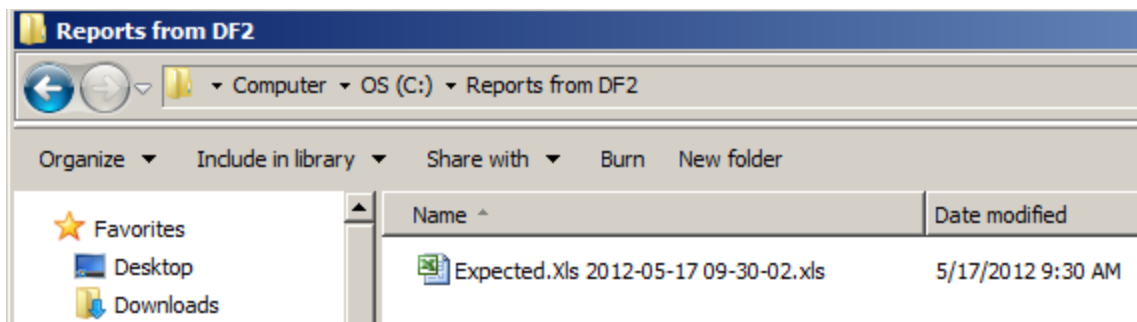 Reports from DF2
Computer OS (C:) Reports from DF2
Organize Include in library Share with Burn New folder
Favorites
Desktop
Downloads
Name Date modified
Expected.Xls 2012-05-17 09-30-02.xls 5/17/2012 9:30 AM